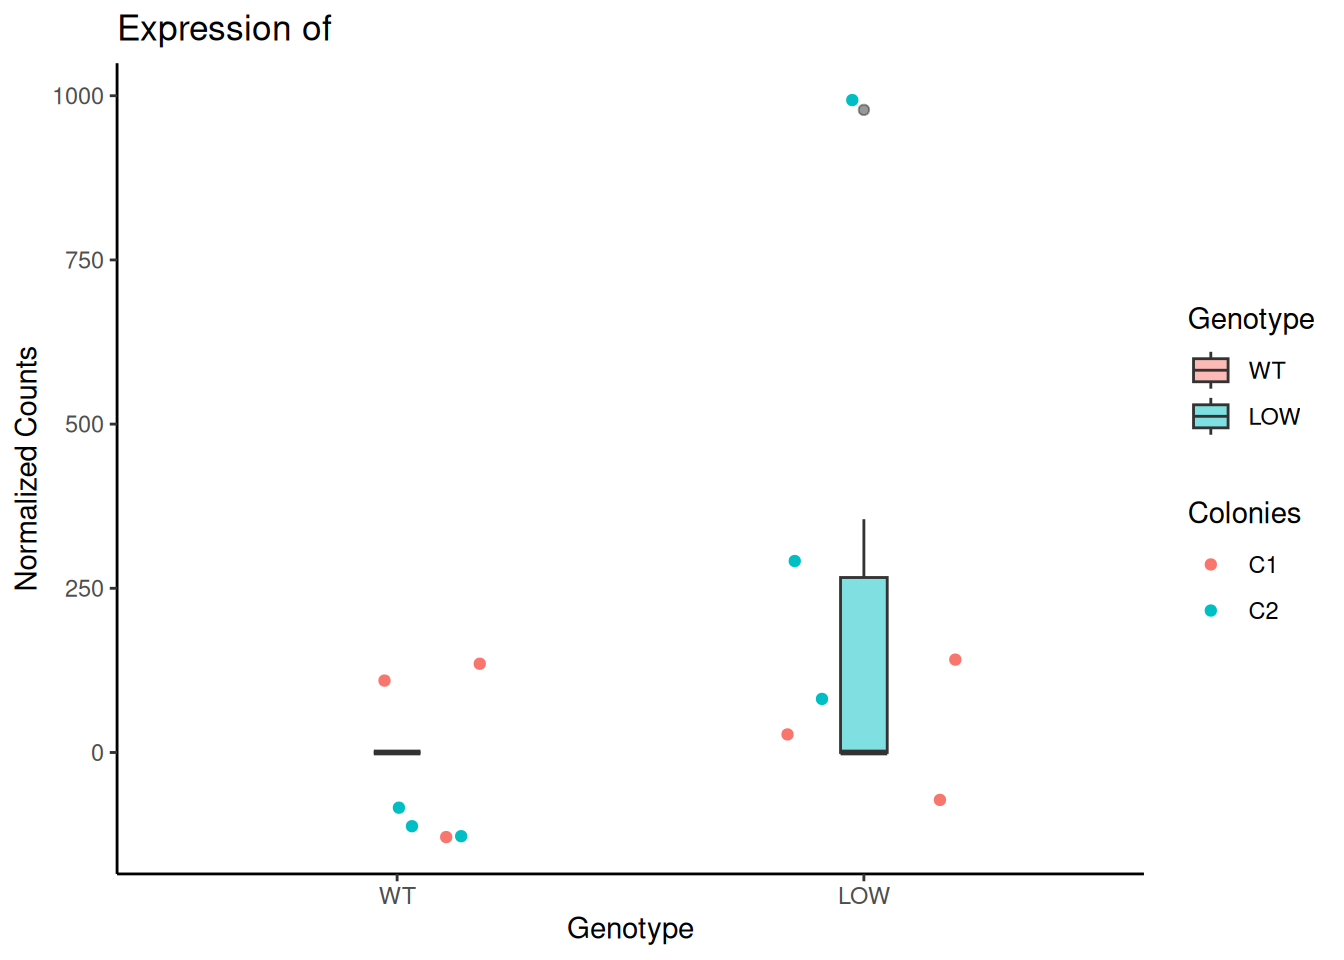 Expression of
1000
750
500
250
0
Normalized Counts
WT
LOW
Genotype
Genotype
WT
LOW
Colonies
C1
C2